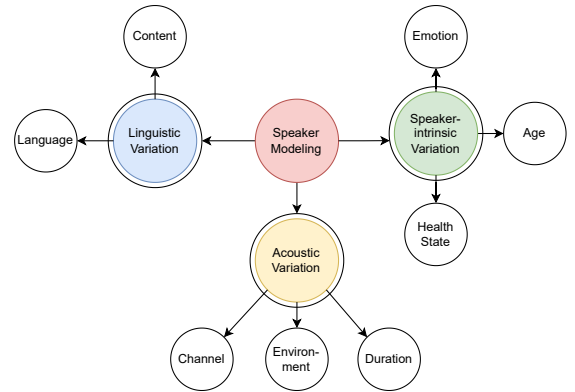 Content
Emotion
Language
Linguistic
Variation
Speaker
Modeling
Speaker-
intrinsic
Variation
Age
Health
State
Acoustic
Variation
Channel
Environ-
ment
Duration